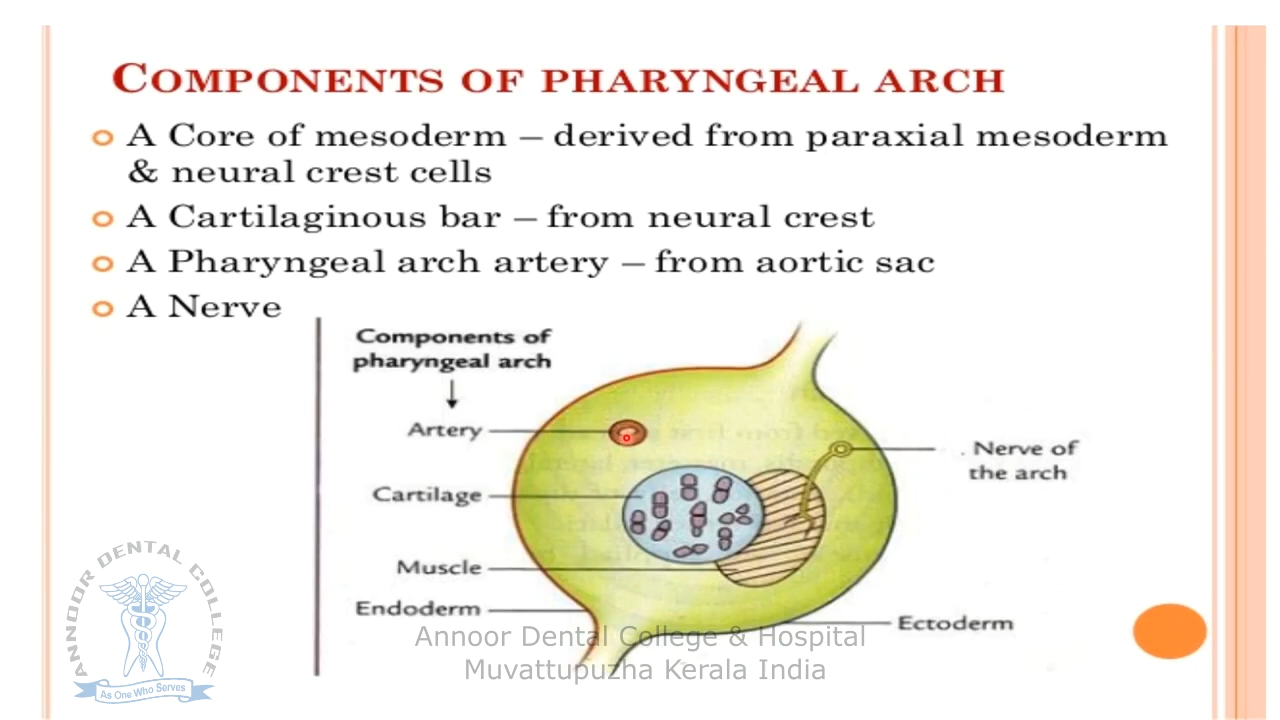 COMPONENTS OF PHARYNGEAL ARCH
A Core of mesoderm – derived from paraxial mesoderm
& neural crest cells
A Cartilaginous bar – from neural crest
A Pharyngeal arch artery – from aortic sac
A Nerve
Components of
pharyngeal arch
Artery
Cartilage
Muscle
Endoderm
Nerve of
the arch
Ectoderm
ANNOOR DENTAL COLLEGE
As One Who Serves
Annoor Dental College & Hospital
Muvattupuzha Kerala India